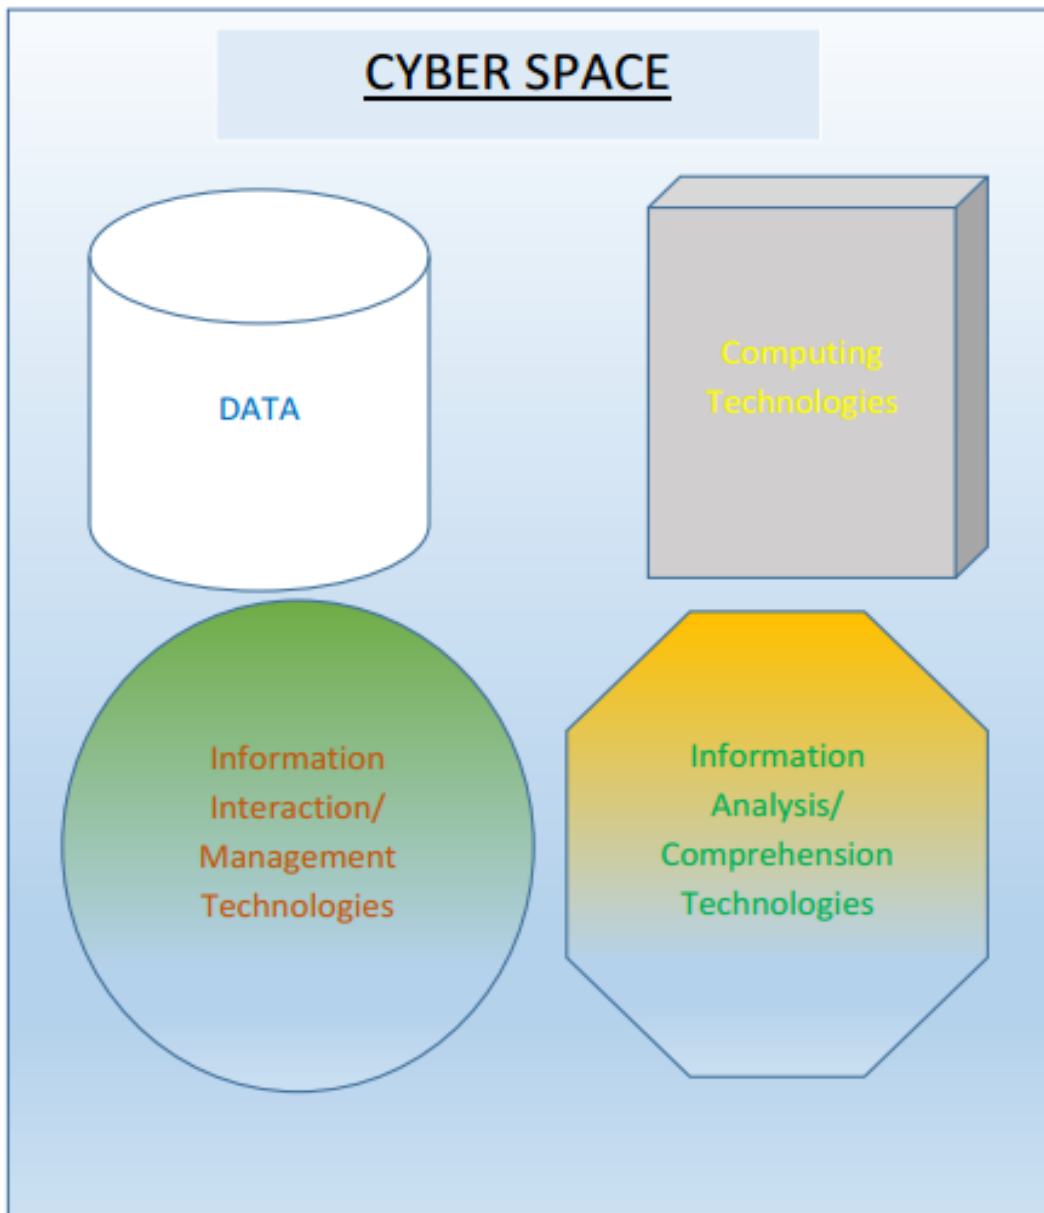 CYBER SPACE
DATA
Computing
Technologies
Information
Interaction/
Management
Technologies
Information
Analysis/
Comprehension
Technologies